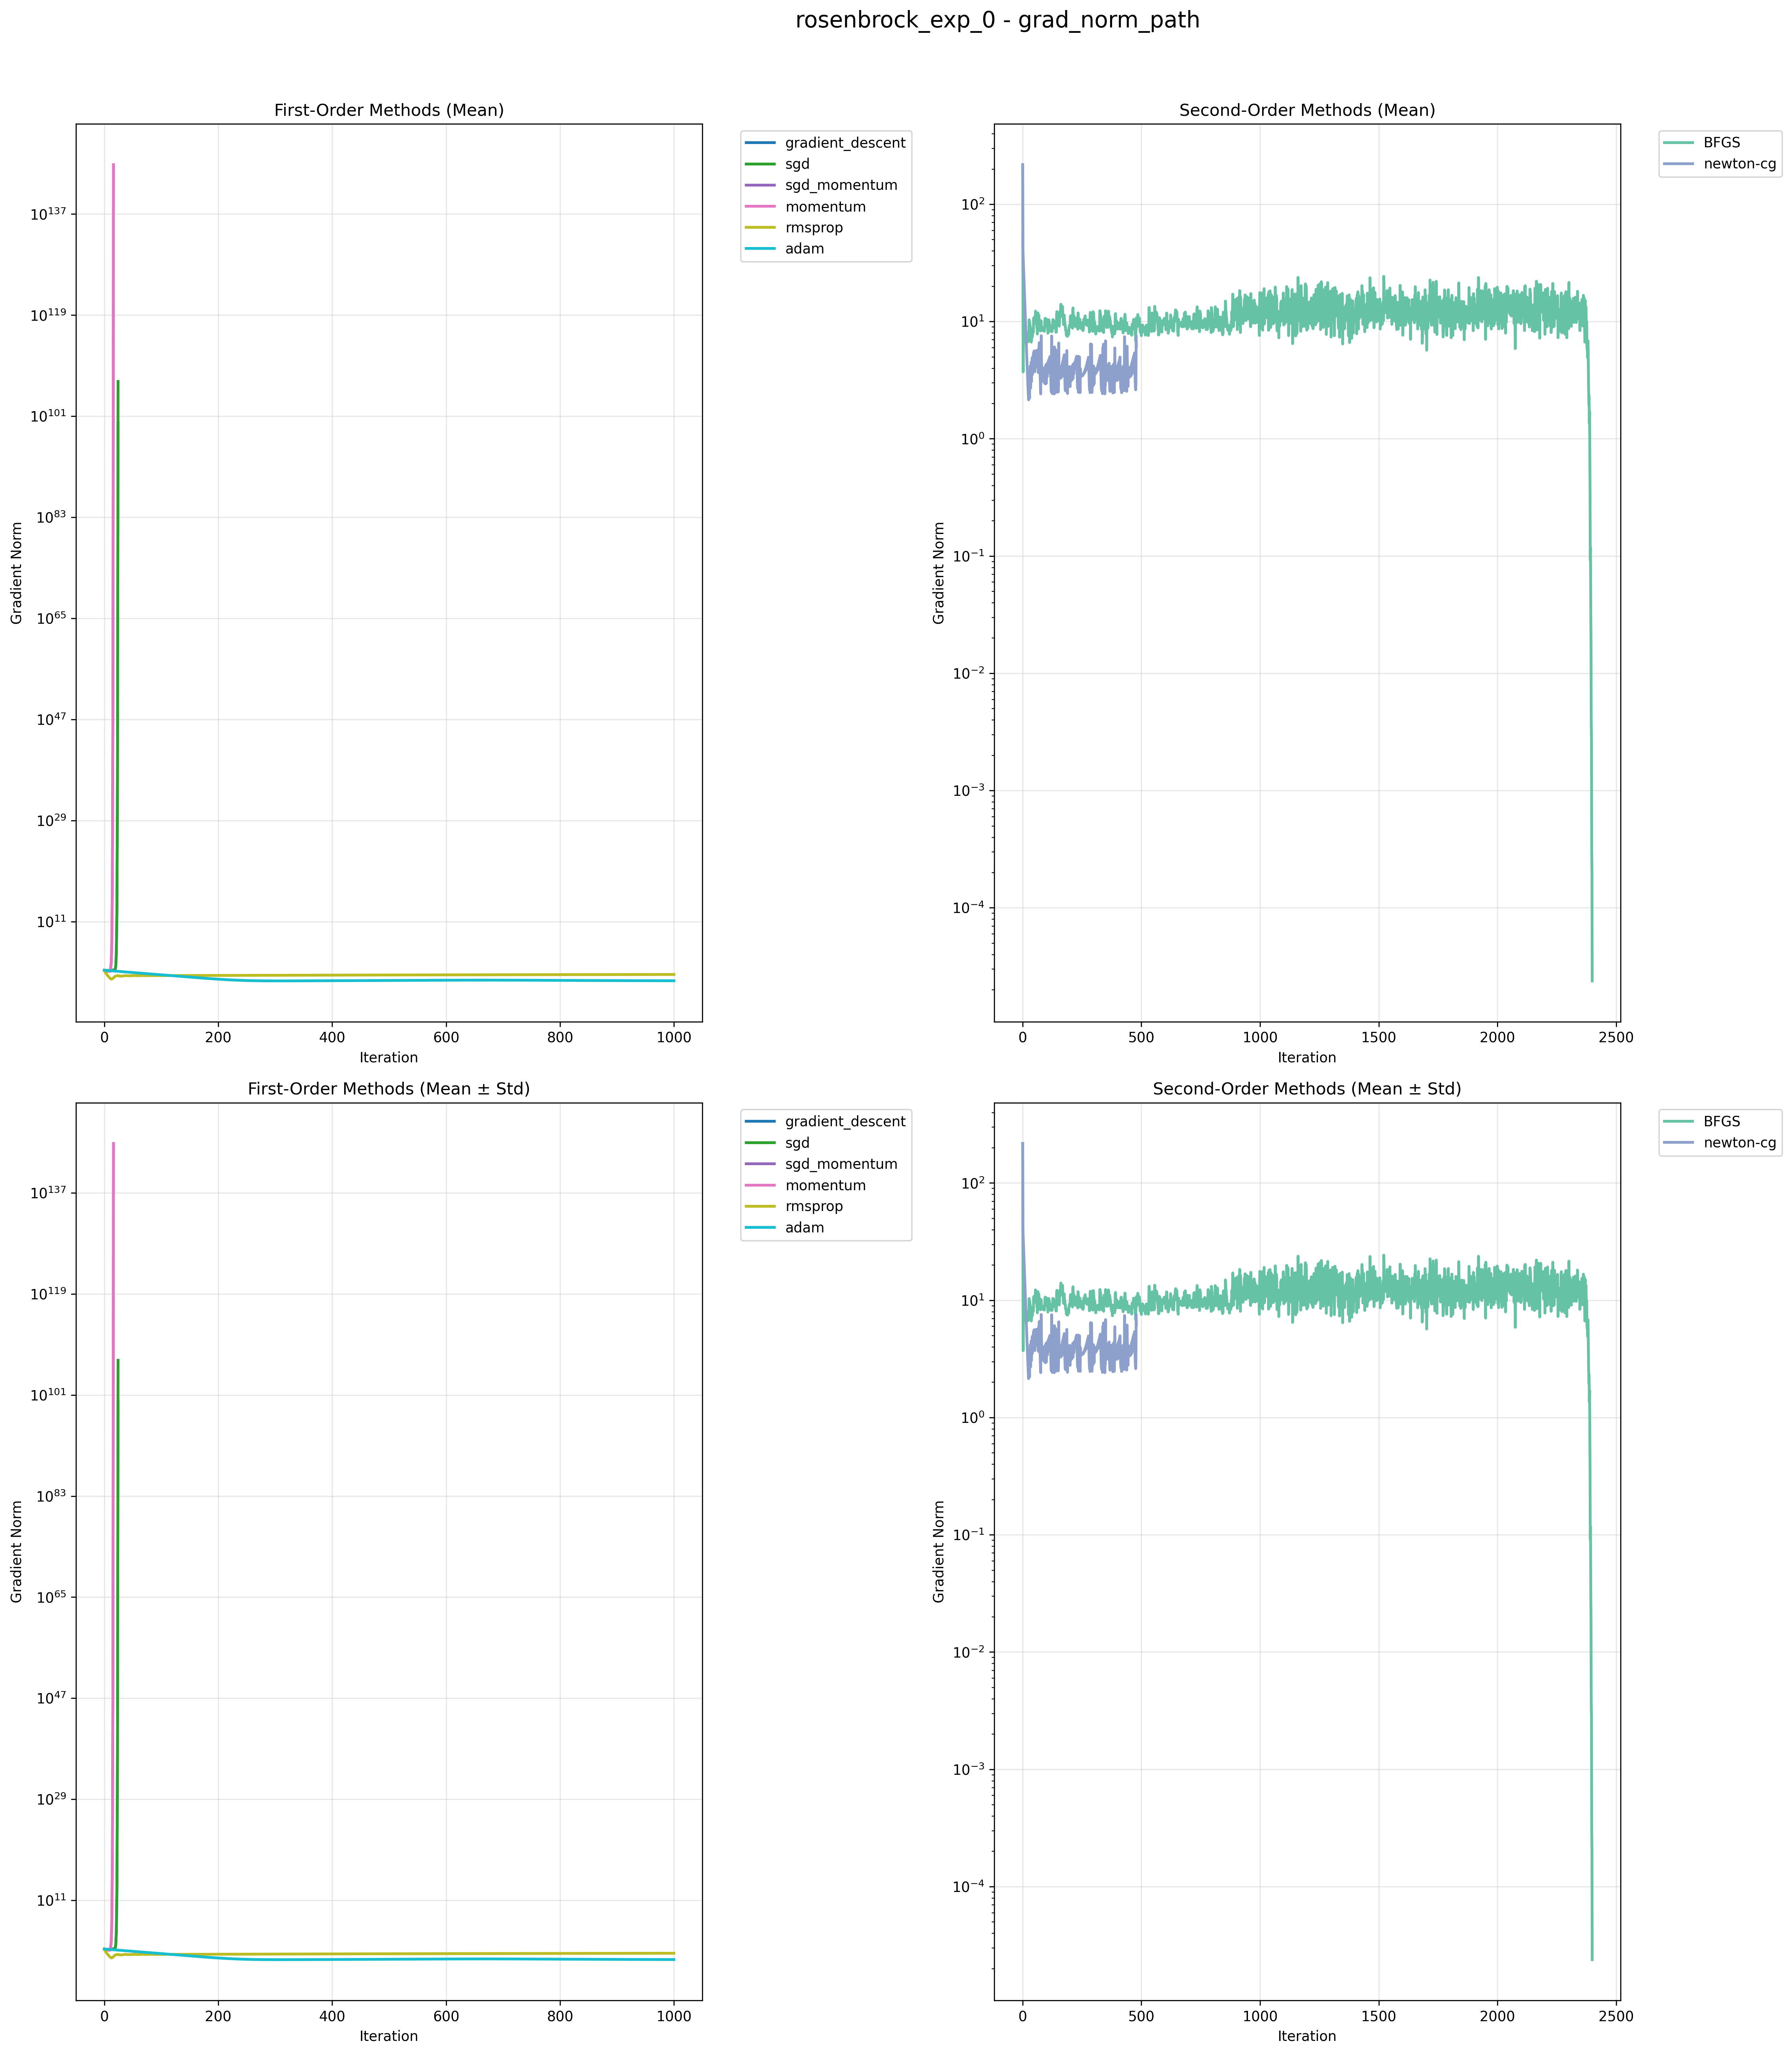 rosenbrock_exp_0 - grad_norm_path
First-Order Methods (Mean)
Gradient Norm
10^137
10^119
10^101
10^83
10^65
10^47
10^29
10^11
0 200 400 600 800 1000
Iteration
gradient_descent
sgd
sgd_momentum
momentum
rmsprop
adam
Second-Order Methods (Mean)
Gradient Norm
10^2
10^1
10^0
10^−1
10^−2
10^−3
10^−4
0 500 1000 1500 2000 2500
Iteration
BFGS
newton-cg
First-Order Methods (Mean ± Std)
Gradient Norm
10^137
10^119
10^101
10^83
10^65
10^47
10^29
10^11
0 200 400 600 800 1000
Iteration
gradient_descent
sgd
sgd_momentum
momentum
rmsprop
adam
Second-Order Methods (Mean ± Std)
Gradient Norm
10^2
10^1
10^0
10^−1
10^−2
10^−3
10^−4
0 500 1000 1500 2000 2500
Iteration
BFGS
newton-cg